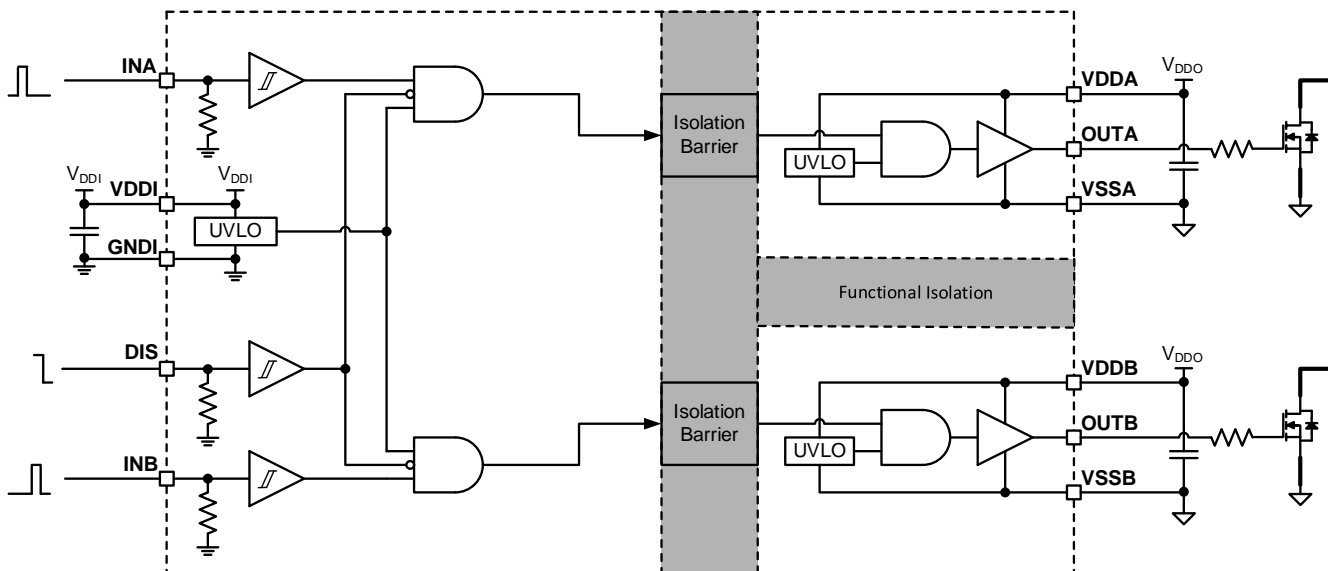 INA
VDDI
VDDI
VDDI
UVLO
GNDI
DIS
INB
Isolation
Barrier
UVLO
VDDA
VDDO
OUTA
VSSA
Functional Isolation
Isolation
Barrier
UVLO
VDDB
VDDO
OUTB
VSSB